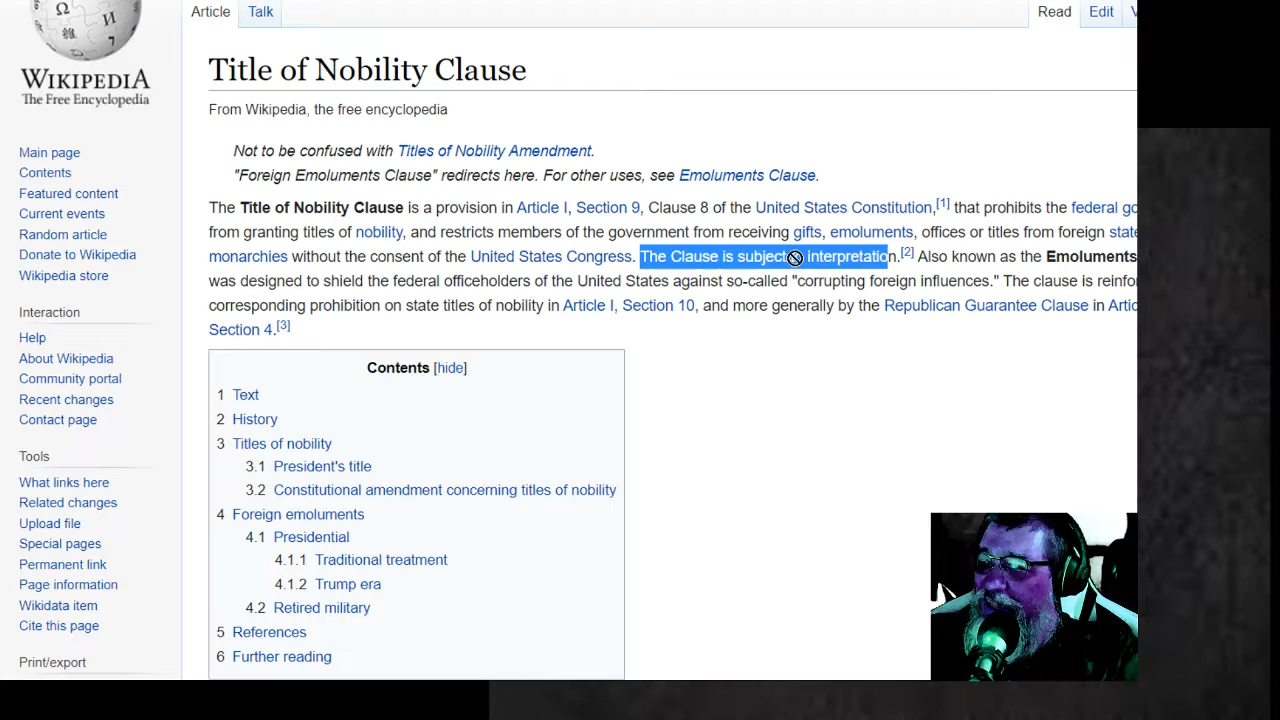 Article Talk Read Edit
WIKIPEDIA
The Free Encyclopedia
Main page
Contents
Featured content
Current events
Random article
Donate to Wikipedia
Wikipedia store
Interaction
Help
About Wikipedia
Community portal
Recent changes
Contact page
Tools
What links here
Related changes
Upload file
Special pages
Permanent link
Page information
Wikidata item
Cite this page
Print/export
Title of Nobility Clause
From Wikipedia, the free encyclopedia
Not to be confused with Titles of Nobility Amendment.
"Foreign Emoluments Clause" redirects here. For other uses, see Emoluments Clause.
The Title of Nobility Clause is a provision in Article I, Section 9, Clause 8 of the United States Constitution,[1] that prohibits the federal go
from granting titles of nobility, and restricts members of the government from receiving gifts, emoluments, offices or titles from foreign state
monarchies without the consent of the United States Congress. The Clause is subject interpretation.[2] Also known as the Emoluments
was designed to shield the federal officeholders of the United States against so-called "corrupting foreign influences." The clause is reinfor
corresponding prohibition on state titles of nobility in Article I, Section 10, and more generally by the Republican Guarantee Clause in Artic
Section 4.[3]
Contents [hide]
1 Text
2 History
3 Titles of nobility
3.1 President's title
3.2 Constitutional amendment concerning titles of nobility
4 Foreign emoluments
4.1 Presidential
4.1.1 Traditional treatment
4.1.2 Trump era
4.2 Retired military
5 References
6 Further reading